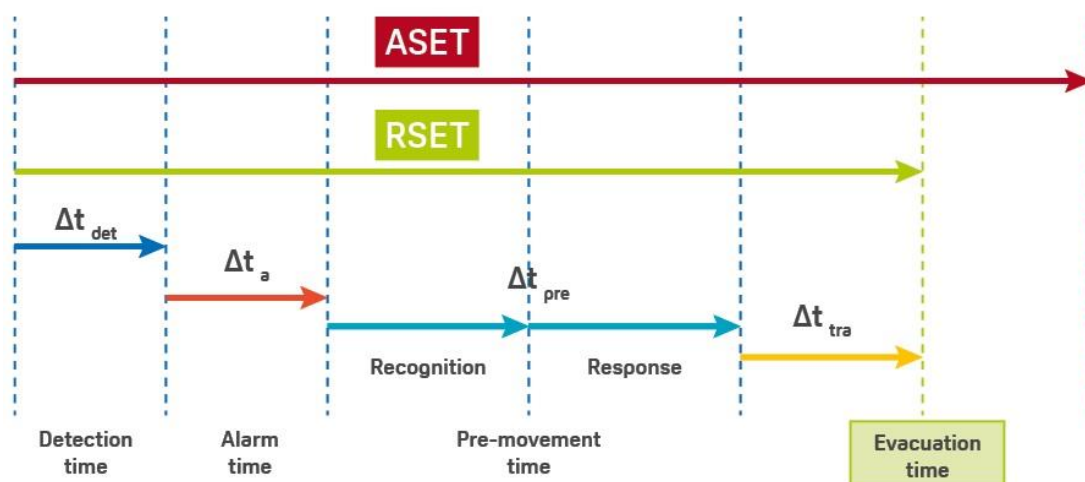 ASET
RSET
Δt det
Δt a
Δt pre
Δt tra
Recognition
Response
Detection
time
Alarm
time
Pre-movement
time
Evacuation
time